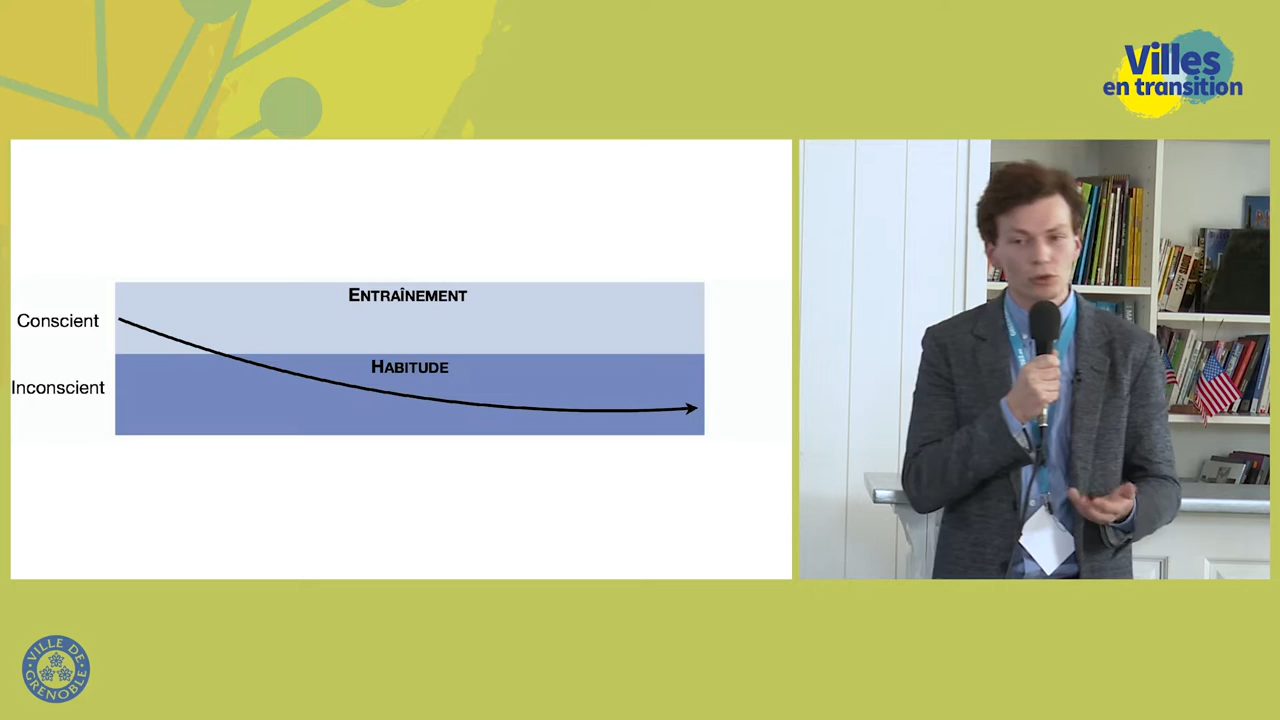 Villes
en transition
ENTRAÎNEMENT
Conscient
HABITUDE
Inconscient
VILLE DE GRENOBLE